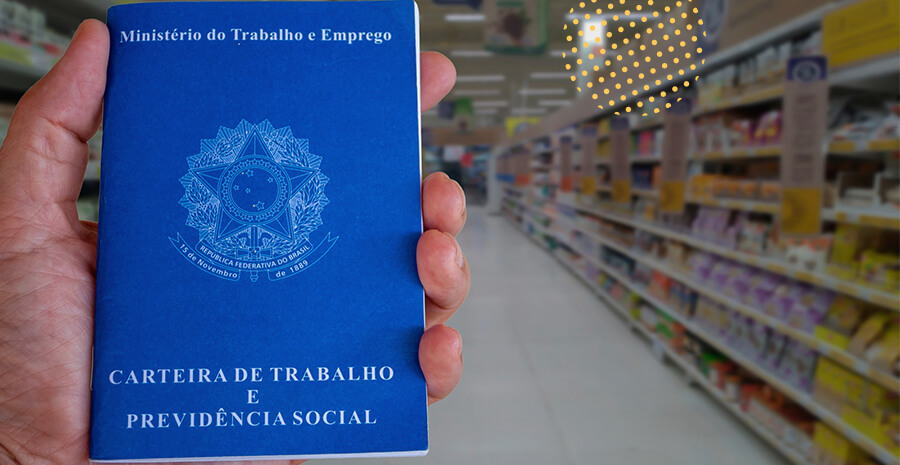 Ministério do Trabalho e Emprego
REPÚBLICA FEDERATIVA DO BRASIL
15 de Novembro
de 1889
CARTEIRA DE TRABALHO
E
PREVIDÊNCIA SOCIAL